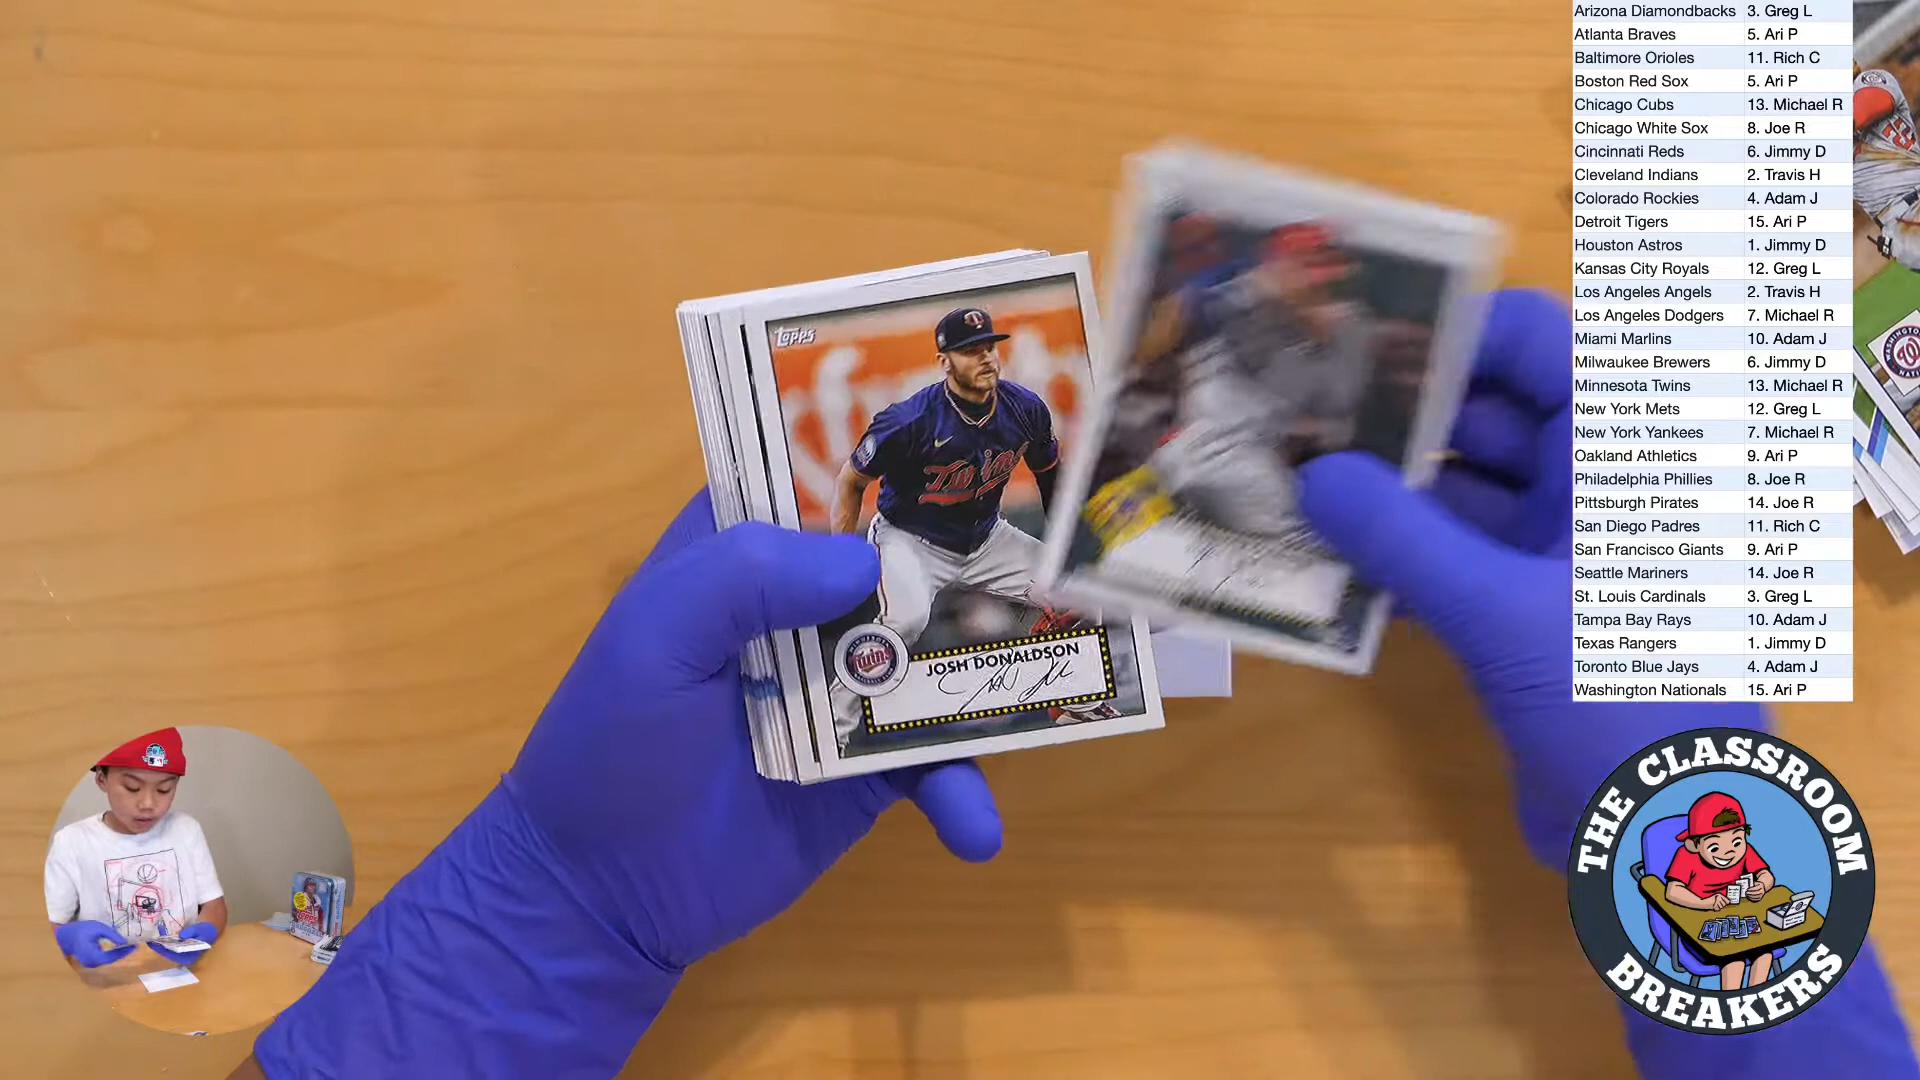 Arizona Diamondbacks 3. Greg L
Atlanta Braves 5. Ari P
Baltimore Orioles 11. Rich C
Boston Red Sox 5. Ari P
Chicago Cubs 13. Michael R
Chicago White Sox 8. Joe R
Cincinnati Reds 6. Jimmy D
Cleveland Indians 2. Travis H
Colorado Rockies 4. Adam J
Detroit Tigers 15. Ari P
Houston Astros 1. Jimmy D
Kansas City Royals 12. Greg L
Los Angeles Angels 2. Travis H
Los Angeles Dodgers 7. Michael R
Miami Marlins 10. Adam J
Milwaukee Brewers 6. Jimmy D
Minnesota Twins 13. Michael R
New York Mets 12. Greg L
New York Yankees 7. Michael R
Oakland Athletics 9. Ari P
Philadelphia Phillies 8. Joe R
Pittsburgh Pirates 14. Joe R
San Diego Padres 11. Rich C
San Francisco Giants 9. Ari P
Seattle Mariners 14. Joe R
St. Louis Cardinals 3. Greg L
Tampa Bay Rays 10. Adam J
Texas Rangers 1. Jimmy D
Toronto Blue Jays 4. Adam J
Washington Nationals 15. Ari P
Topps
Twins
Twins
JOSH DONALDSON
THE CLASSROOM
BREAKERS